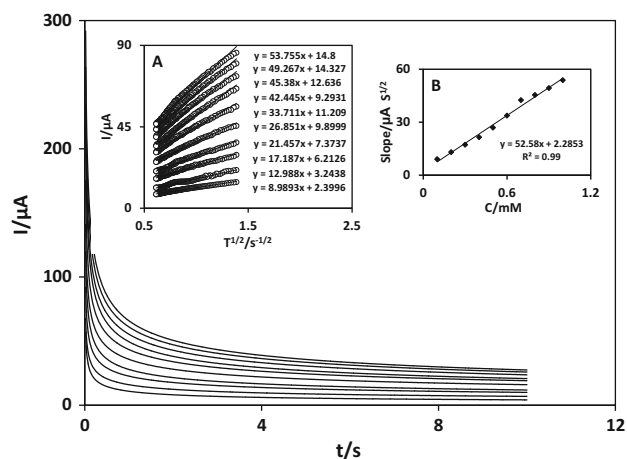 300
200
100
0
I/µA
0
4
8
12
t/s
A
90
45
0
I/µA
0.5
1.5
2.5
T1/2/s-1/2
y = 53.755x + 14.8
y = 49.267x + 14.327
y = 45.38x + 12.636
y = 42.445x + 9.2931
y = 33.711x + 11.209
y = 26.851x + 9.8999
y = 21.457x + 7.3737
y = 17.187x + 6.2126
y = 12.988x + 3.2438
y = 8.9893x + 2.3996
B
60
30
0
Slope/µA S1/2
0
0.6
1.2
C/mM
y = 52.58x + 2.2853
R² = 0.99